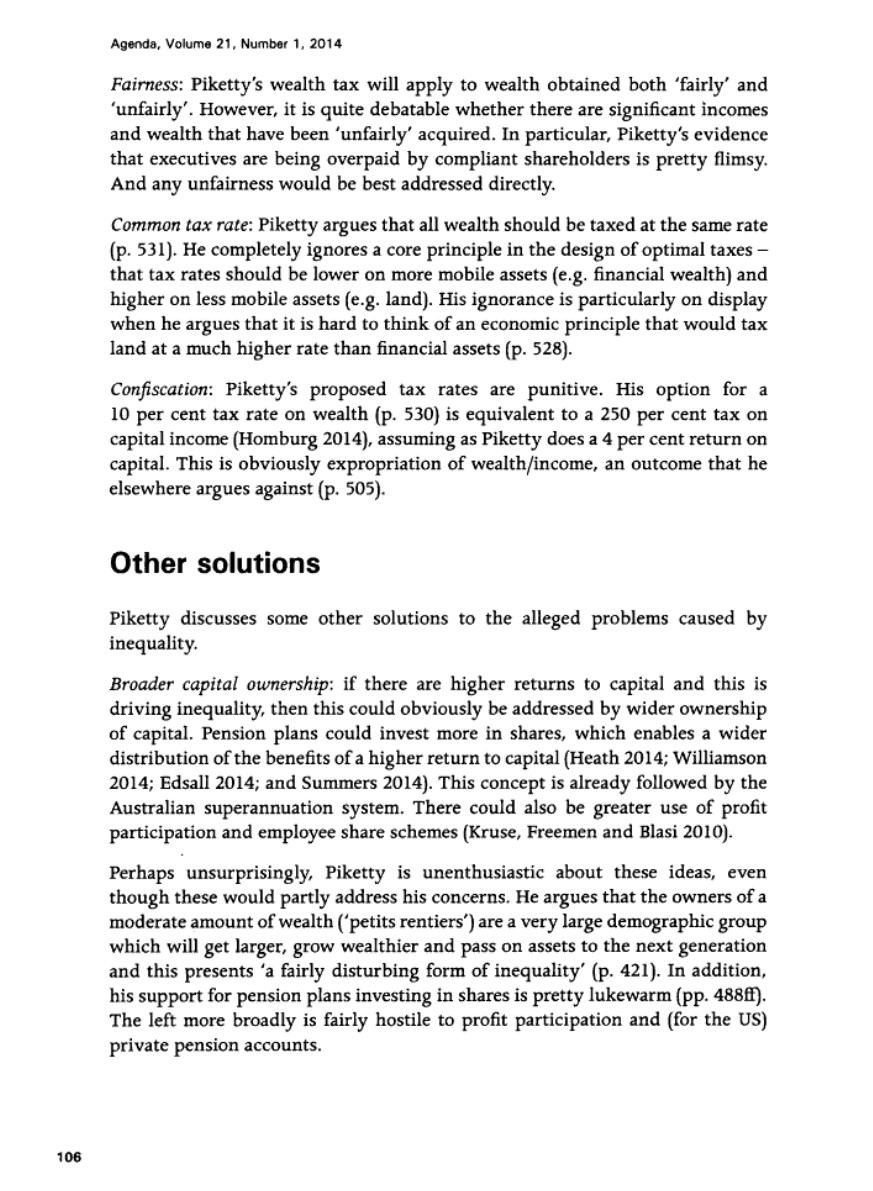 Agenda, Volume 21, Number 1, 2014
Fairness: Piketty's wealth tax will apply to wealth obtained both 'fairly' and
'unfairly'. However, it is quite debatable whether there are significant incomes
and wealth that have been 'unfairly' acquired. In particular, Piketty's evidence
that executives are being overpaid by compliant shareholders is pretty flimsy.
And any unfairness would be best addressed directly.
Common tax rate: Piketty argues that all wealth should be taxed at the same rate
(p. 531). He completely ignores a core principle in the design of optimal taxes –
that tax rates should be lower on more mobile assets (e.g. financial wealth) and
higher on less mobile assets (e.g. land). His ignorance is particularly on display
when he argues that it is hard to think of an economic principle that would tax
land at a much higher rate than financial assets (p. 528).
Confiscation: Piketty's proposed tax rates are punitive. His option for a
10 per cent tax rate on wealth (p. 530) is equivalent to a 250 per cent tax on
capital income (Homburg 2014), assuming as Piketty does a 4 per cent return on
capital. This is obviously expropriation of wealth/income, an outcome that he
elsewhere argues against (p. 505).
Other solutions
Piketty discusses some other solutions to the alleged problems caused by
inequality.
Broader capital ownership: if there are higher returns to capital and this is
driving inequality, then this could obviously be addressed by wider ownership
of capital. Pension plans could invest more in shares, which enables a wider
distribution of the benefits of a higher return to capital (Heath 2014; Williamson
2014; Edsall 2014; and Summers 2014). This concept is already followed by the
Australian superannuation system. There could also be greater use of profit
participation and employee share schemes (Kruse, Freemen and Blasi 2010).
Perhaps unsurprisingly, Piketty is unenthusiastic about these ideas, even
though these would partly address his concerns. He argues that the owners of a
moderate amount of wealth ('petits rentiers') are a very large demographic group
which will get larger, grow wealthier and pass on assets to the next generation
and this presents 'a fairly disturbing form of inequality' (p. 421). In addition,
his support for pension plans investing in shares is pretty lukewarm (pp. 488ff).
The left more broadly is fairly hostile to profit participation and (for the US)
private pension accounts.
106